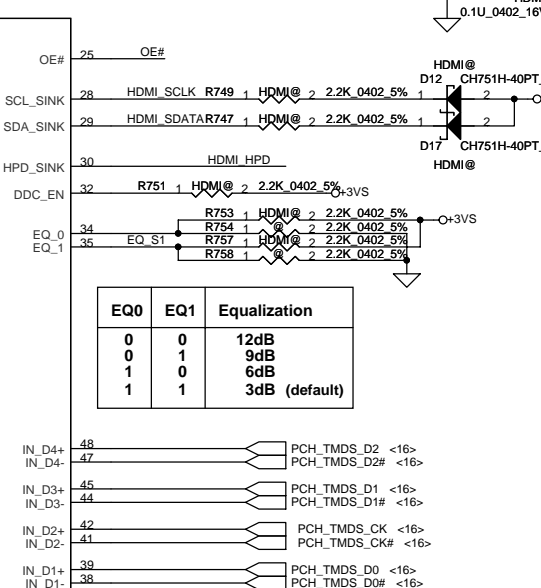 0.1U_0402_16V
OE# 25 OE#
HDMI@
D12 CH751H-40PT_
SCL_SINK 28 HDMI_SCLK R749 1 HDMI@ 2 2.2K_0402_5% 1 2
SDA_SINK 29 HDMI_SDATA R747 1 HDMI@ 2 2.2K_0402_5% 1 2
D17 CH751H-40PT_
HDMI@
HPD_SINK 30 HDMI_HPD
DDC_EN 32 R751 1 HDMI@ 2 2.2K_0402_5% +3VS
R753 1 HDMI@ 2 2.2K_0402_5% +3VS
EQ_0 34 R754 1 @ 2 2.2K_0402_5%
EQ_1 35 EQ_S1 R757 1 HDMI@ 2 2.2K_0402_5%
R758 1 @ 2 2.2K_0402_5%
EQ0 EQ1 Equalization
0 0 12dB
0 1 9dB
1 0 6dB
1 1 3dB (default)
IN_D4+ 48 PCH_TMDS_D2 <16>
IN_D4- 47 PCH_TMDS_D2# <16>
IN_D3+ 45 PCH_TMDS_D1 <16>
IN_D3- 44 PCH_TMDS_D1# <16>
IN_D2+ 42 PCH_TMDS_CK <16>
IN_D2- 41 PCH_TMDS_CK# <16>
IN_D1+ 39 PCH_TMDS_D0 <16>
IN_D1- 38 PCH_TMDS_D0# <16>